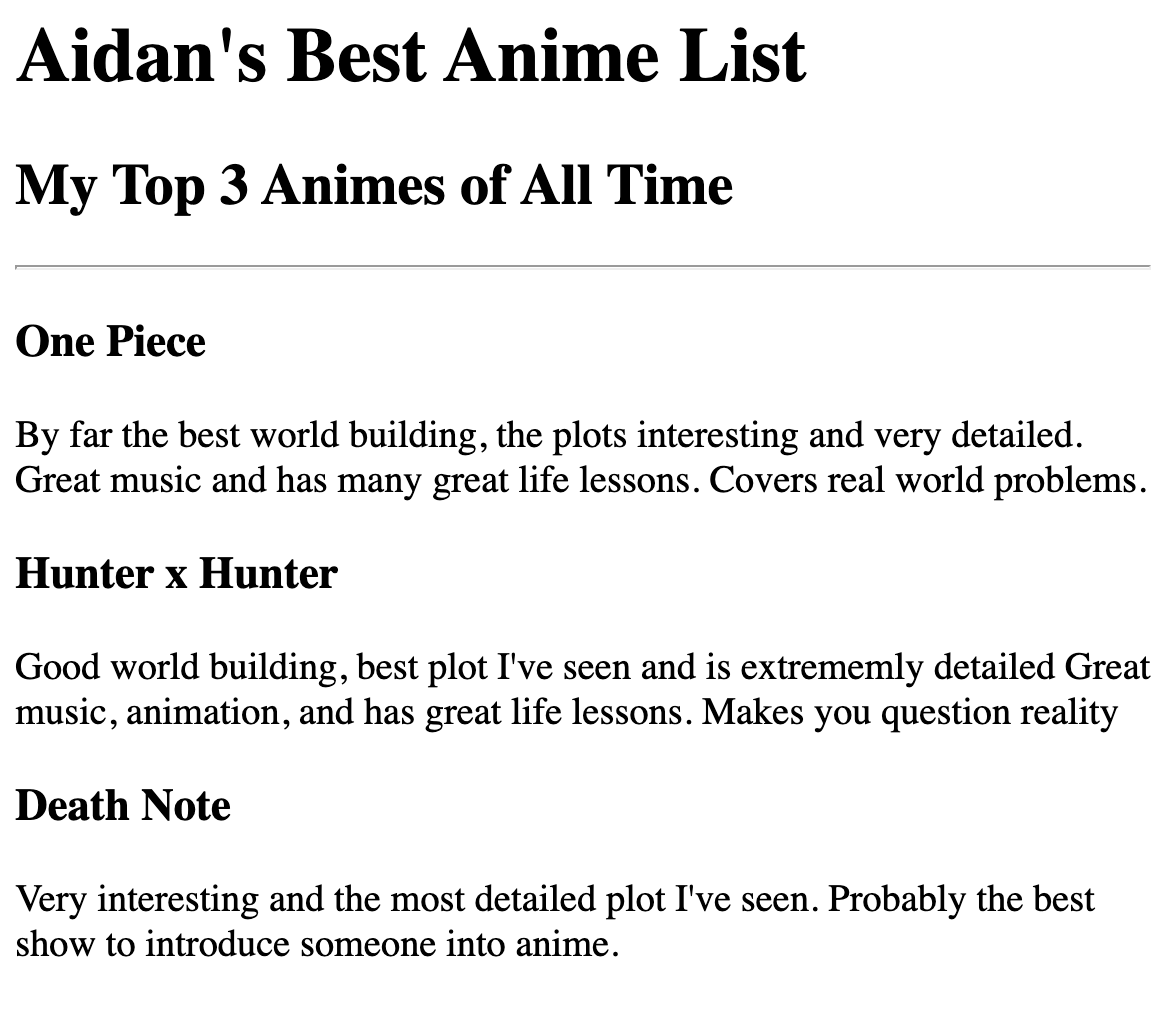 Aidan's Best Anime List
My Top 3 Animes of All Time
One Piece
By far the best world building, the plots interesting and very detailed.
Great music and has many great life lessons. Covers real world problems.
Hunter x Hunter
Good world building, best plot I've seen and is extrememly detailed Great
music, animation, and has great life lessons. Makes you question reality
Death Note
Very interesting and the most detailed plot I've seen. Probably the best
show to introduce someone into anime.